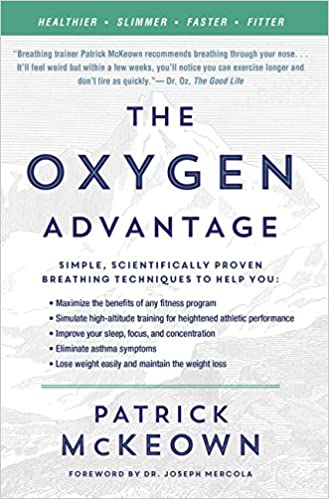 HEALTHIER • SLIMMER • FASTER • FITTER
"Breathing trainer Patrick McKeown recommends breathing through your nose. . . .
It'll feel weird but within a few weeks, you'll notice you can exercise longer and
don't tire as quickly." — Dr. Oz, The Good Life
THE
OXYGEN
ADVANTAGE
SIMPLE, SCIENTIFICALLY PROVEN
BREATHING TECHNIQUES TO HELP YOU:
• Maximize the benefits of any fitness program
• Simulate high-altitude training for heightened athletic performance
• Improve your sleep, focus, and concentration
• Eliminate asthma symptoms
• Lose weight easily and maintain the weight loss
PATRICK
McKEOWN
FOREWORD BY DR. JOSEPH MERCOLA